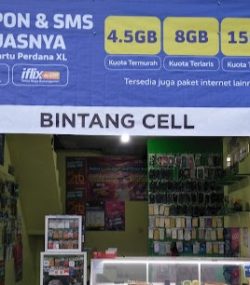 PON & SMS
UASNYA
artu Perdana XL
iflix
4.5GB
Kuota Termurah
8GB
Kuota Terlaris
15
Kuota T
Tersedia juga paket internet lainn
BINTANG CELL